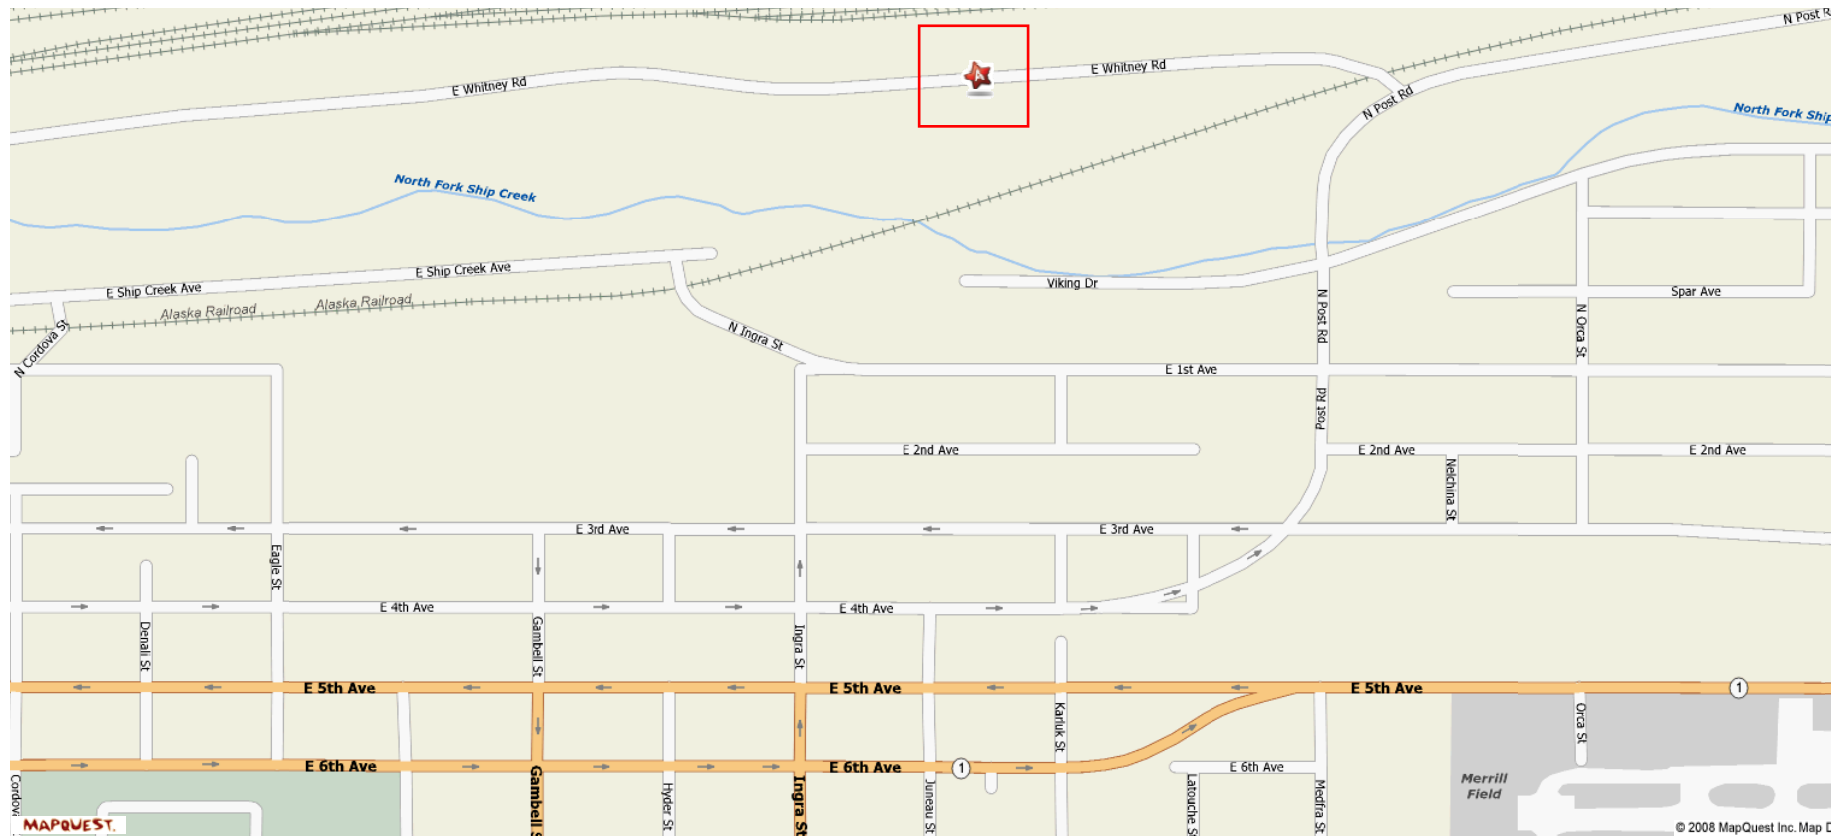 N Post R
E Whitney Rd
E Whitney Rd
A
N Post Rd
North Fork Ship
North Fork Ship Creek
E Ship Creek Ave
E Ship Creek Ave
Viking Dr
Spar Ave
Alaska Railroad
Alaska Railroad
N Cordova St
N Ingra St
N Post Rd
N Orca St
E 1st Ave
Post Rd
E 2nd Ave
E 2nd Ave
E 2nd Ave
Nelchina St
E 3rd Ave
E 3rd Ave
Eagle St
E 4th Ave
E 4th Ave
Denali St
Gambell St
Ingra St
E 5th Ave
E 5th Ave
E 5th Ave
1
Karluk St
Orca St
E 6th Ave
E 6th Ave
1
E 6th Ave
Cordova
Gambell S
Hyder St
Ingra St
Juneau St
Latouche S
Medfra St
Merrill
Field
MAPQUEST.
© 2008 MapQuest Inc. Map D